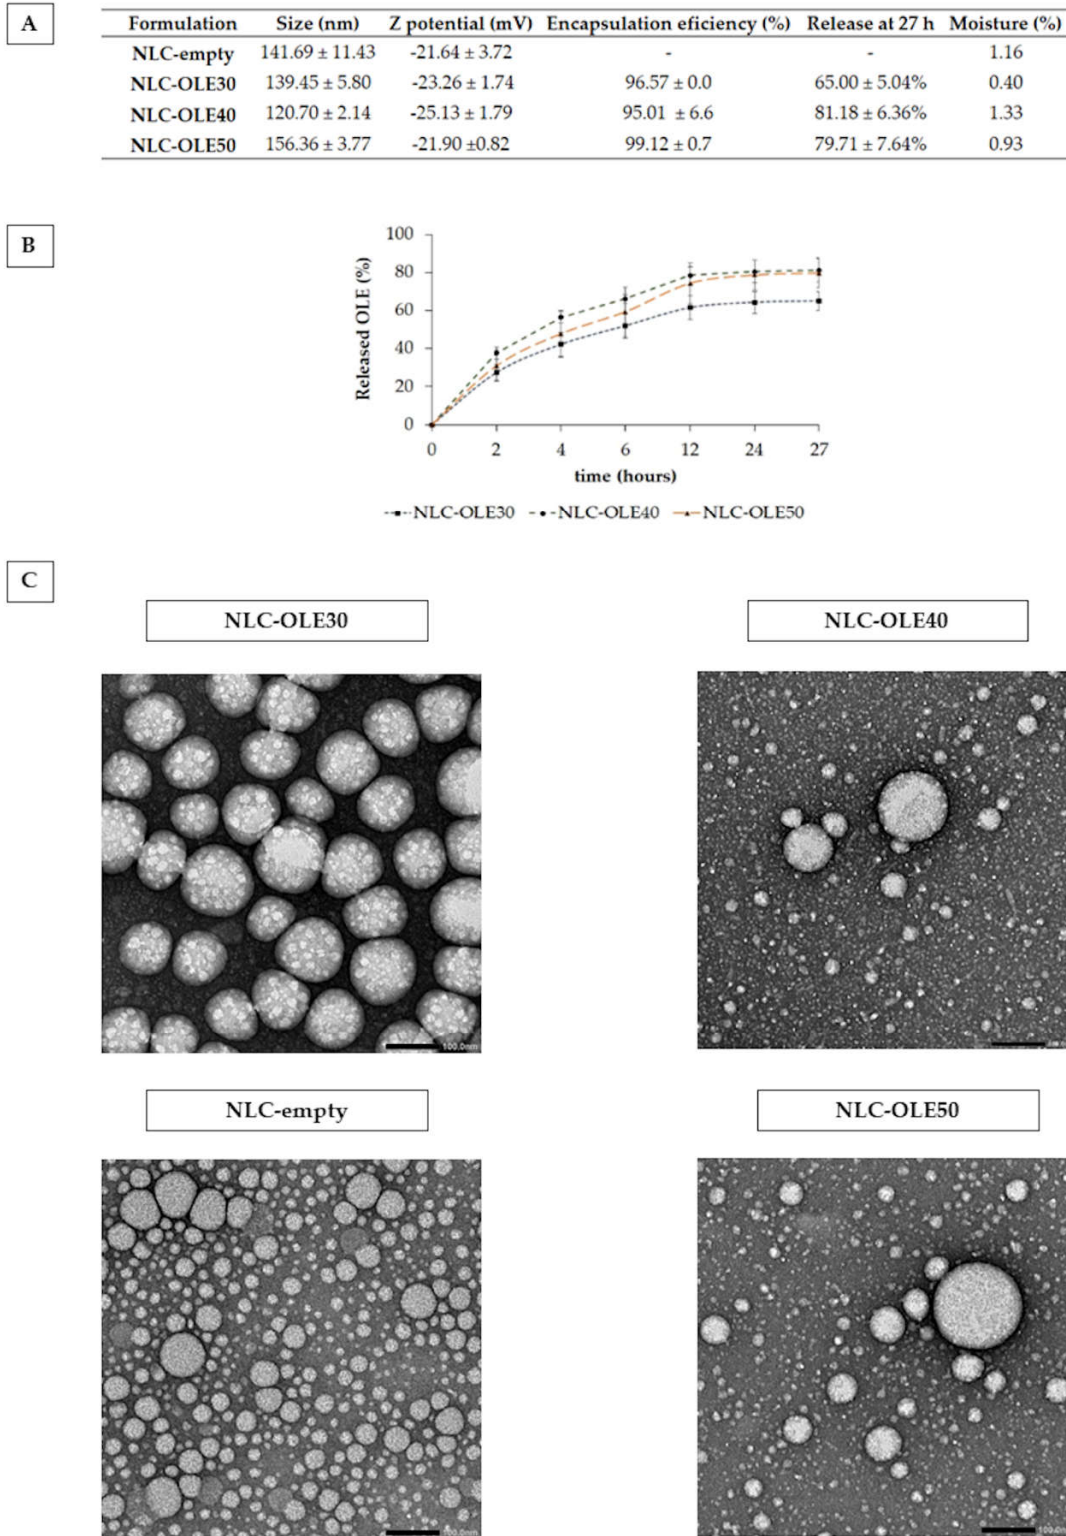 A
Formulation Size (nm) Z potential (mV) Encapsulation eficiency (%) Release at 27 h Moisture (%)
NLC-empty 141.69 ± 11.43 -21.64 ± 3.72 - - 1.16
NLC-OLE30 139.45 ± 5.80 -23.26 ± 1.74 96.57 ± 0.0 65.00 ± 5.04% 0.40
NLC-OLE40 120.70 ± 2.14 -25.13 ± 1.79 95.01 ± 6.6 81.18 ± 6.36% 1.33
NLC-OLE50 156.36 ± 3.77 -21.90 ±0.82 99.12 ± 0.7 79.71 ± 7.64% 0.93
B
Released OLE (%)
100
80
60
40
20
0
0 2 4 6 12 24 27
time (hours)
NLC-OLE30 NLC-OLE40 NLC-OLE50
C
NLC-OLE30 NLC-OLE40
100.0nm
NLC-empty NLC-OLE50
100.0nm 100.0n